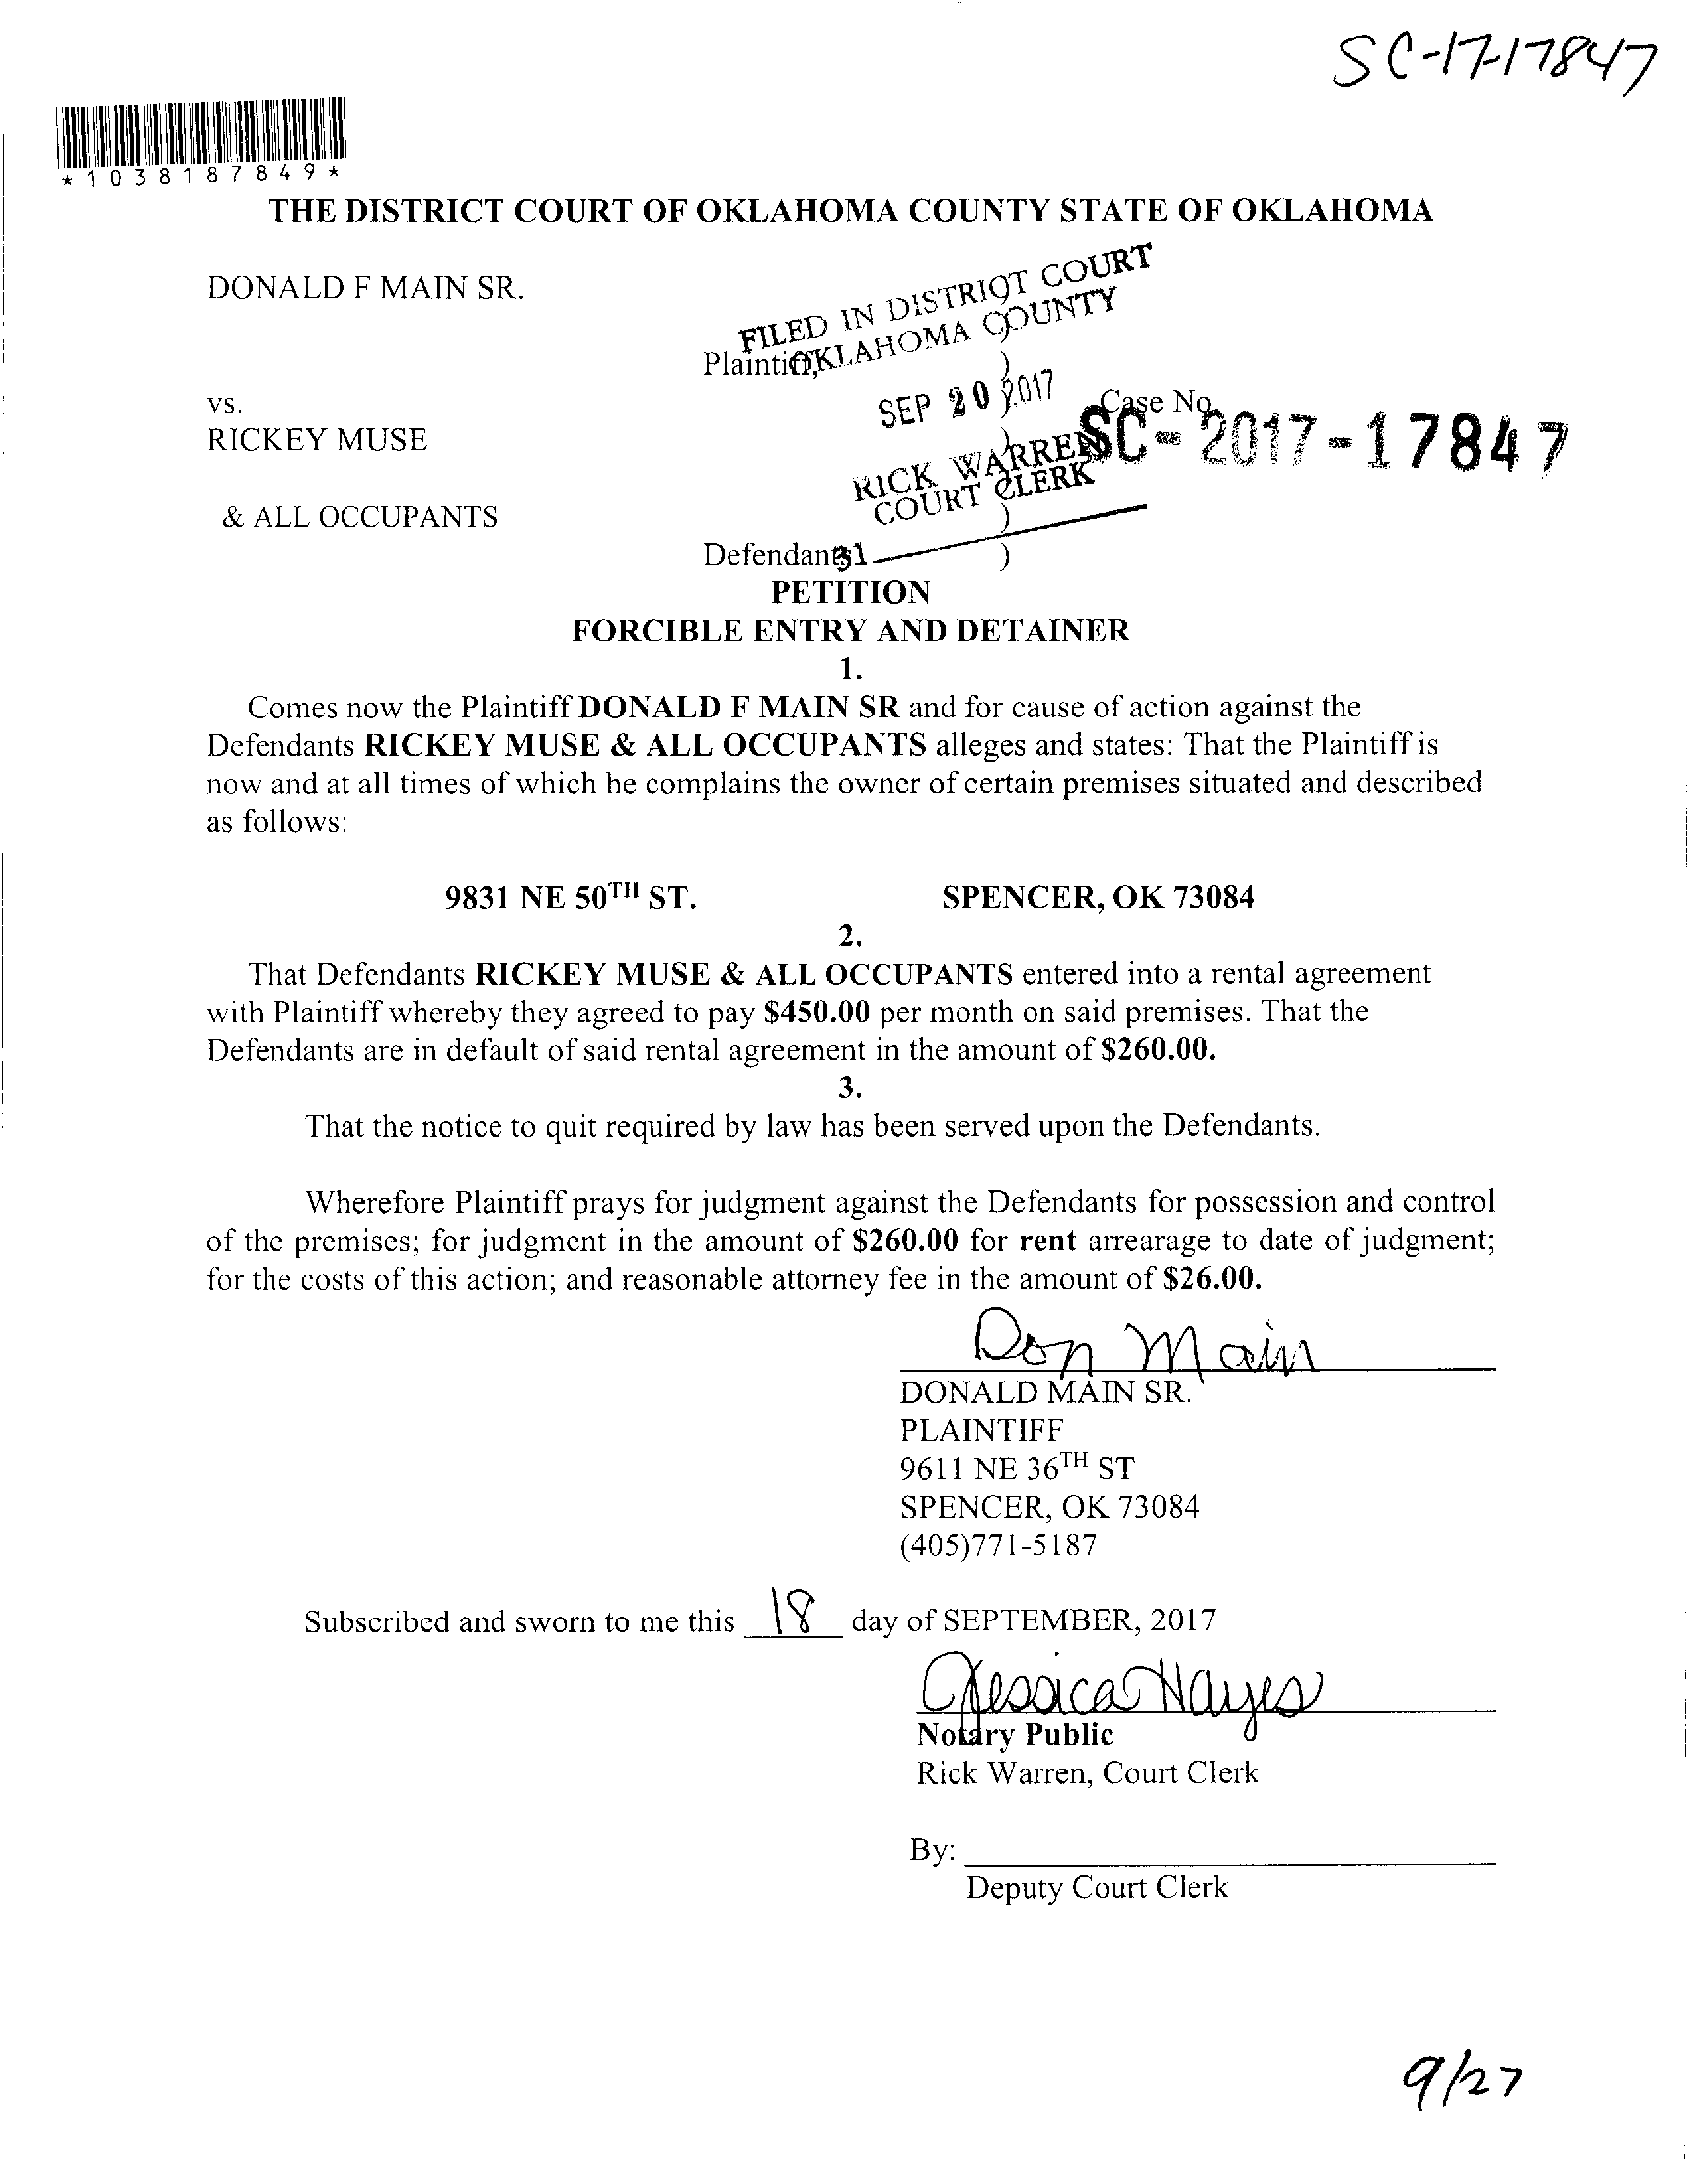 SC-17-17847
*1038187849*
THE DISTRICT COURT OF OKLAHOMA COUNTY STATE OF OKLAHOMA
DONALD F MAIN SR.
FILED IN DISTRICT COURT
OKLAHOMA COUNTY
Plaintiff,
)
SEP 20 2017
vs.
Case No.
SC-2017-17847
RICKEY MUSE
RICK WARREN
COURT CLERK
& ALL OCCUPANTS
)
Defendants
31
)
PETITION
FORCIBLE ENTRY AND DETAINER
1.
Comes now the Plaintiff DONALD F MAIN SR and for cause of action against the
Defendants RICKEY MUSE & ALL OCCUPANTS alleges and states: That the Plaintiff is
now and at all times of which he complains the owner of certain premises situated and described
as follows:
9831 NE 50TH ST. SPENCER, OK 73084
2.
That Defendants RICKEY MUSE & ALL OCCUPANTS entered into a rental agreement
with Plaintiff whereby they agreed to pay $450.00 per month on said premises. That the
Defendants are in default of said rental agreement in the amount of $260.00.
3.
That the notice to quit required by law has been served upon the Defendants.
Wherefore Plaintiff prays for judgment against the Defendants for possession and control
of the premises; for judgment in the amount of $260.00 for rent arrearage to date of judgment;
for the costs of this action; and reasonable attorney fee in the amount of $26.00.
Don Main
DONALD MAIN SR.
PLAINTIFF
9611 NE 36TH ST
SPENCER, OK 73084
(405)771-5187
Subscribed and sworn to me this 18 day of SEPTEMBER, 2017
Jessica Hayes
Notary Public
Rick Warren, Court Clerk
By:
Deputy Court Clerk
9/27